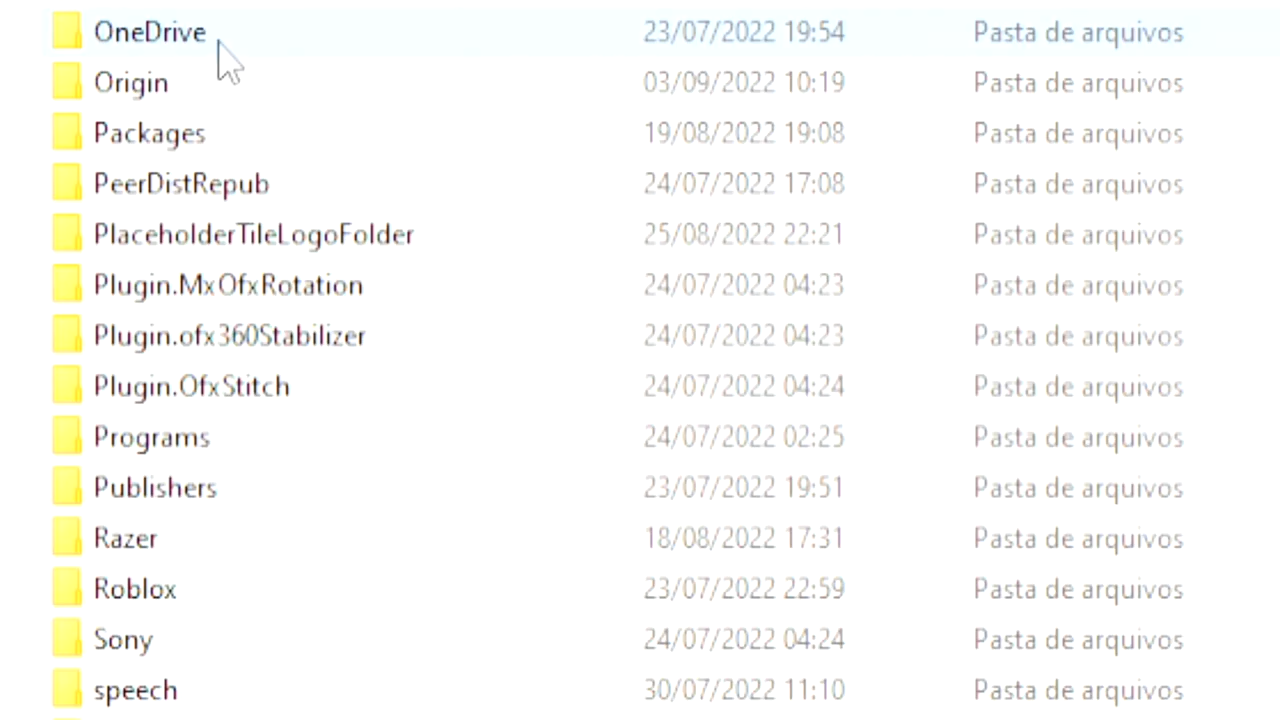 OneDrive 23/07/2022 19:54 Pasta de arquivos
Origin 03/09/2022 10:19 Pasta de arquivos
Packages 19/08/2022 19:08 Pasta de arquivos
PeerDistRepub 24/07/2022 17:08 Pasta de arquivos
PlaceholderTileLogoFolder 25/08/2022 22:21 Pasta de arquivos
Plugin.MxOfxRotation 24/07/2022 04:23 Pasta de arquivos
Plugin.ofx360Stabilizer 24/07/2022 04:23 Pasta de arquivos
Plugin.OfxStitch 24/07/2022 04:24 Pasta de arquivos
Programs 24/07/2022 02:25 Pasta de arquivos
Publishers 23/07/2022 19:51 Pasta de arquivos
Razer 18/08/2022 17:31 Pasta de arquivos
Roblox 23/07/2022 22:59 Pasta de arquivos
Sony 24/07/2022 04:24 Pasta de arquivos
speech 30/07/2022 11:10 Pasta de arquivos